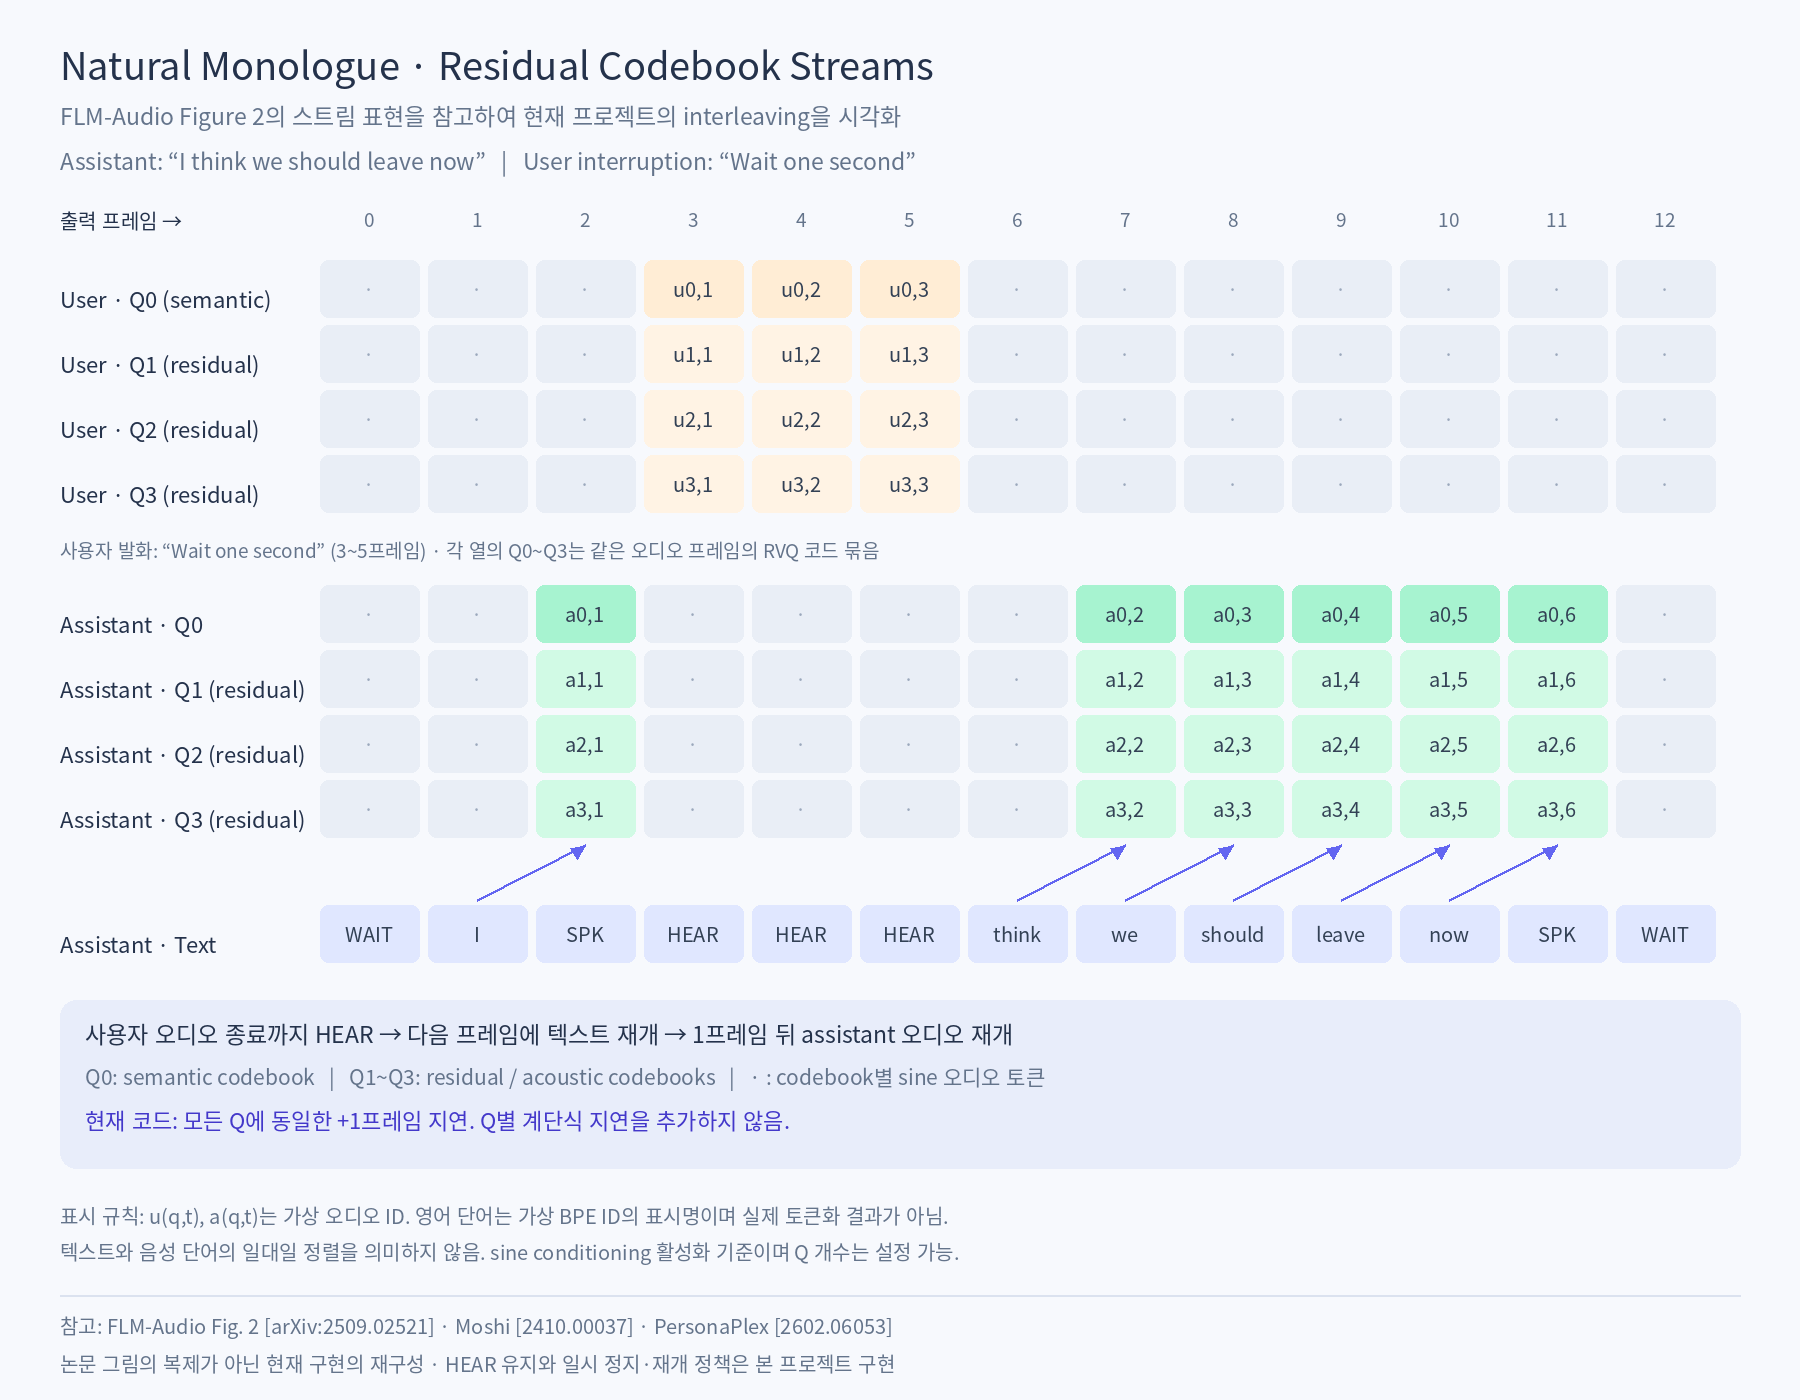 Natural Monologue · Residual Codebook Streams
FLM-Audio Figure 2의 스트림 표현을 참고하여 현재 프로젝트의 interleaving을 시각화
Assistant: “I think we should leave now” | User interruption: “Wait one second”
출력 프레임 → 0 1 2 3 4 5 6 7 8 9 10 11 12
User · Q0 (semantic) · · · u0,1 u0,2 u0,3 · · · · · · ·
User · Q1 (residual) · · · u1,1 u1,2 u1,3 · · · · · · ·
User · Q2 (residual) · · · u2,1 u2,2 u2,3 · · · · · · ·
User · Q3 (residual) · · · u3,1 u3,2 u3,3 · · · · · · ·
사용자 발화: “Wait one second” (3~5프레임) · 각 열의 Q0~Q3는 같은 오디오 프레임의 RVQ 코드 묶음
Assistant · Q0 · · a0,1 · · · · a0,2 a0,3 a0,4 a0,5 a0,6 ·
Assistant · Q1 (residual) · · a1,1 · · · · a1,2 a1,3 a1,4 a1,5 a1,6 ·
Assistant · Q2 (residual) · · a2,1 · · · · a2,2 a2,3 a2,4 a2,5 a2,6 ·
Assistant · Q3 (residual) · · a3,1 · · · · a3,2 a3,3 a3,4 a3,5 a3,6 ·
Assistant · Text WAIT I SPK HEAR HEAR HEAR think we should leave now SPK WAIT
사용자 오디오 종료까지 HEAR → 다음 프레임에 텍스트 재개 → 1프레임 뒤 assistant 오디오 재개
Q0: semantic codebook | Q1~Q3: residual / acoustic codebooks | · : codebook별 sine 오디오 토큰
현재 코드: 모든 Q에 동일한 +1프레임 지연. Q별 계단식 지연을 추가하지 않음.
표시 규칙: u(q,t), a(q,t)는 가상 오디오 ID. 영어 단어는 가상 BPE ID의 표시명이며 실제 토큰화 결과가 아님.
텍스트와 음성 단어의 일대일 정렬을 의미하지 않음. sine conditioning 활성화 기준이며 Q 개수는 설정 가능.
참고: FLM-Audio Fig. 2 [arXiv:2509.02521] · Moshi [2410.00037] · PersonaPlex [2602.06053]
논문 그림의 복제가 아닌 현재 구현의 재구성 · HEAR 유지와 일시 정지·재개 정책은 본 프로젝트 구현